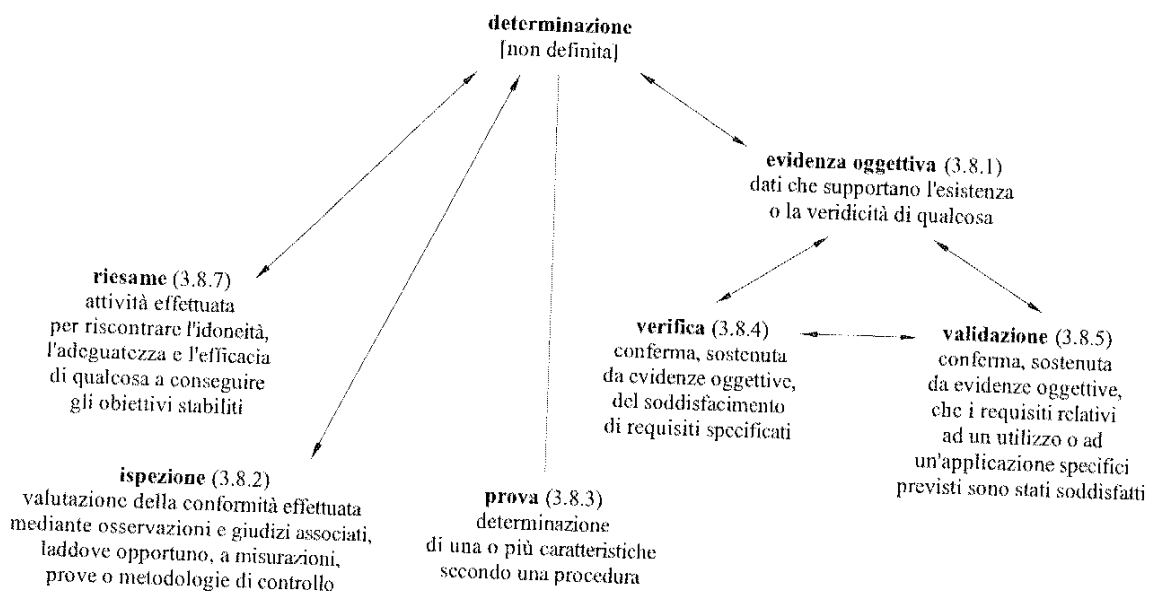 determinazione
[non definita]
evidenza oggettiva (3.8.1)
dati che supportano l'esistenza
o la veridicità di qualcosa
riesame (3.8.7)
attività effettuata
per riscontrare l'idoneità,
l'adeguatezza e l'efficacia
di qualcosa a conseguire
gli obiettivi stabiliti
verifica (3.8.4)
conferma, sostenuta
da evidenze oggettive,
del soddisfacimento
di requisiti specificati
validazione (3.8.5)
conferma, sostenuta
da evidenze oggettive,
che i requisiti relativi
ad un utilizzo o ad
un'applicazione specifici
previsti sono stati soddisfatti
ispezione (3.8.2)
valutazione della conformità effettuata
mediante osservazioni e giudizi associati,
laddove opportuno, a misurazioni,
prove o metodologie di controllo
prova (3.8.3)
determinazione
di una o più caratteristiche
secondo una procedura